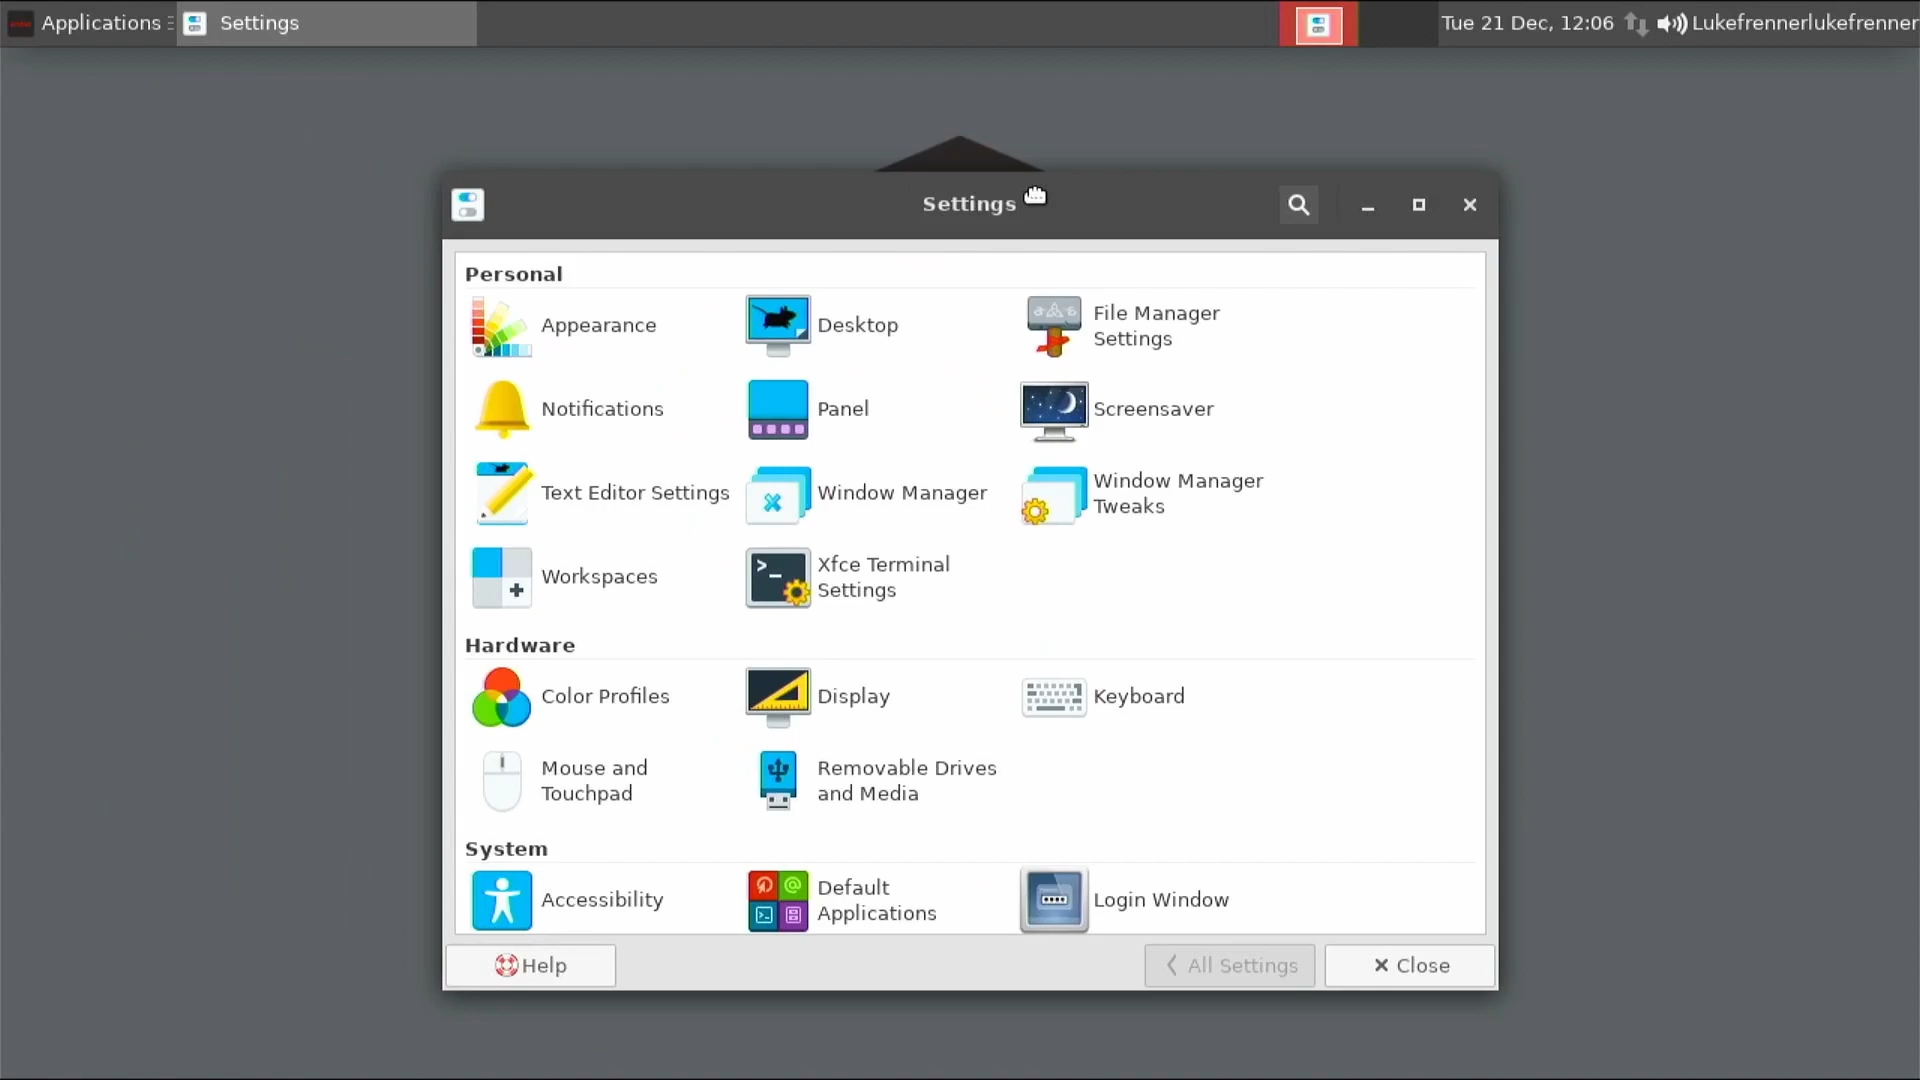 Applications
Settings
Tue 21 Dec, 12:06
Lukefrennerlukefrenner
Settings
Personal
Appearance
Desktop
File Manager
Settings
Notifications
Panel
Screensaver
Text Editor Settings
Window Manager
Window Manager
Tweaks
Workspaces
Xfce Terminal
Settings
Hardware
Color Profiles
Display
Keyboard
Mouse and
Touchpad
Removable Drives
and Media
System
Accessibility
Default
Applications
Login Window
Help
All Settings
Close